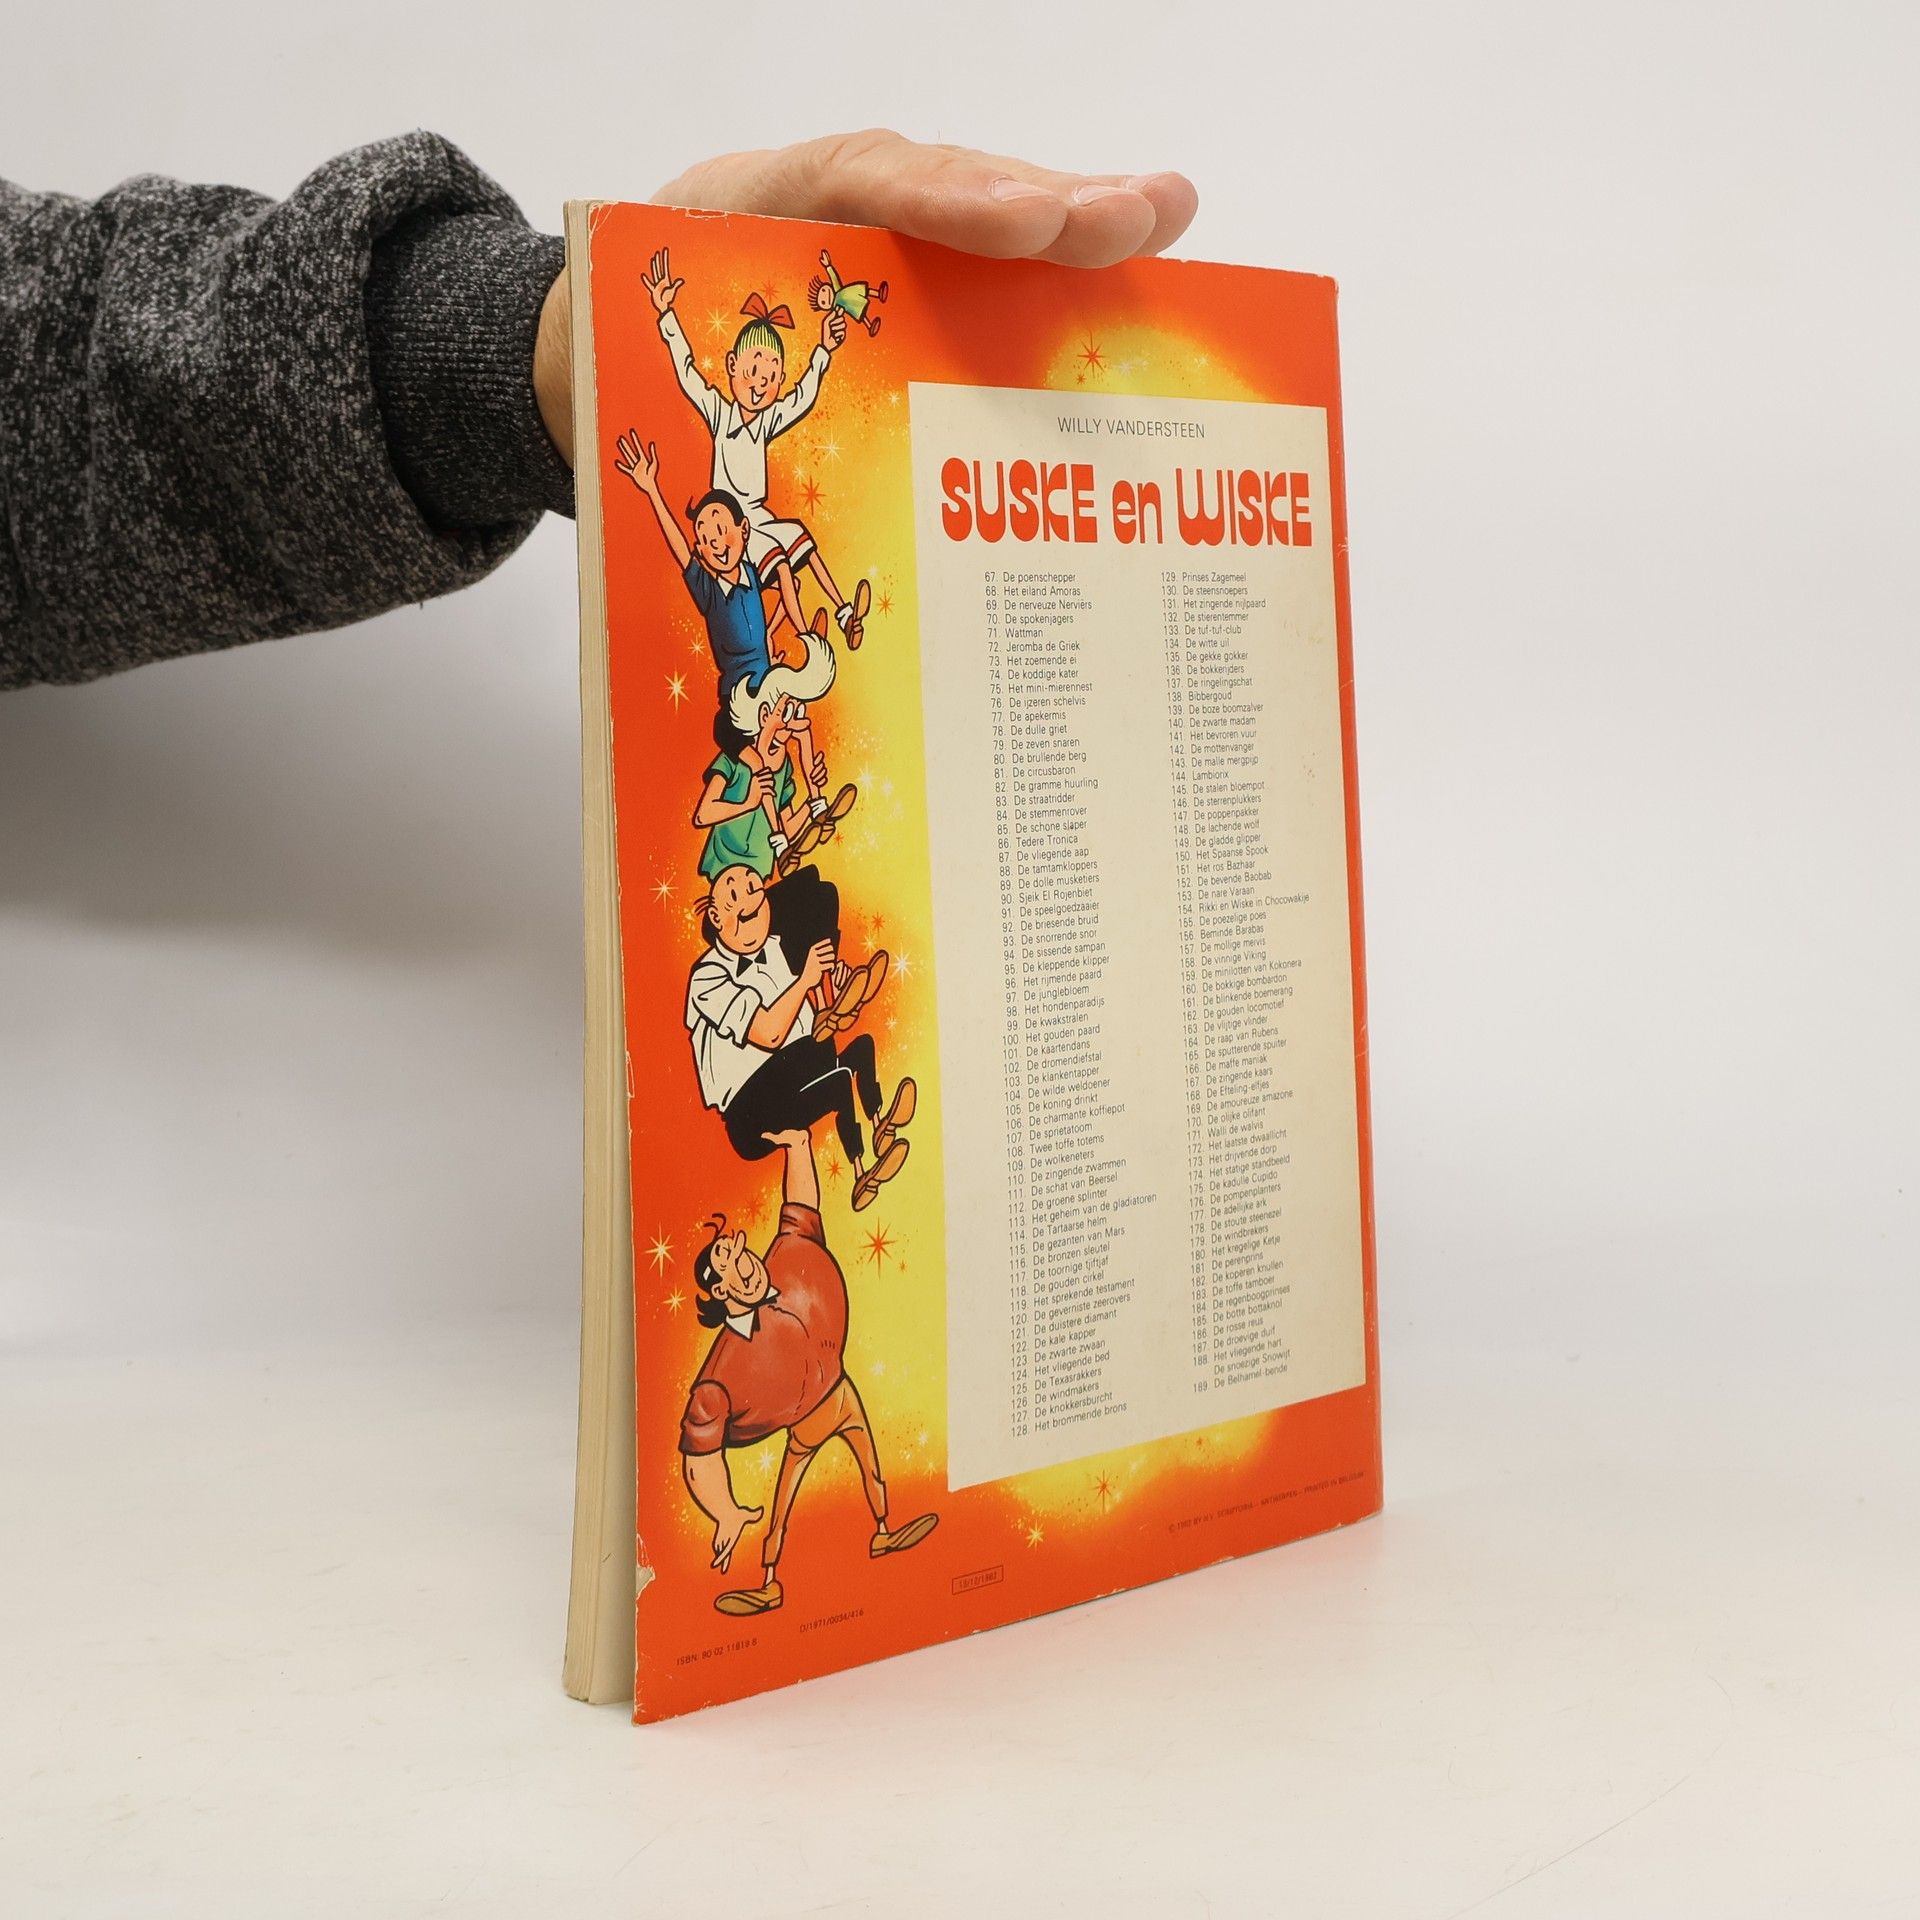 WILLY VANDERSTEEN
SUSKE en WISKE
67. De poenschepper
68. Het eiland Amoras
69. De nerveuze Nerviërs
70. De spokenjagers
71. Wattman
72. Jeromba de Griek
73. Het zoemende ei
74. De koddige kater
75. Het mini-mierennest
76. De ijzeren schelvis
77. De apekermis
78. De dulle griet
79. De zeven snaren
80. De brullende berg
81. De circusbaron
82. De gramme huurling
83. De straatridder
84. De stemmenrover
85. De schone slaper
86. Tedere Tronica
87. De vliegende aap
88. De tamtamkloppers
89. De dolle musketiers
90. Sjeik El Rojenbiet
91. De speelgoedzaaier
92. De briesende bruid
93. De snorrende snor
94. De sissende sampan
95. De kleppende klipper
96. Het rijmende paard
97. De junglebloem
98. Het hondenparadijs
99. De kwakstralen
100. Het gouden paard
101. De kaartendans
102. De dromendiefstal
103. De klankentapper
104. De wilde weldoener
105. De koning drinkt
106. De charmante koffiepot
107. De sprietatoom
108. Twee toffe totems
109. De wolkeneters
110. De zingende zwammen
111. De schat van Beersel
112. De groene splinter
113. Het geheim van de gladiatoren
114. De Tartaarse helm
115. De gezanten van Mars
116. De bronzen sleutel
117. De toornige tjiftjaf
118. De gouden cirkel
119. Het sprekende testament
120. De geverniste zeerovers
121. De duistere diamant
122. De kale kapper
123. De zwarte zwaan
124. Het vliegende bed
125. De Texasrakkers
126. De windmakers
127. De knokkersburcht
128. Het brommende brons
129. Prinses Zagemeel
130. De steensnoepers
131. Het zingende nijlpaard
132. De stierentemmer
133. De tuf-tuf-club
134. De witte uil
135. De gekke gokker
136. De bokkerijders
137. De ringelingschat
138. Bibbergoud
139. De boze boomzalver
140. De zwarte madam
141. Het bevroren vuur
142. De mottenvanger
143. De malle mergpijp
144. Lambiorix
145. De stalen bloempot
146. De sterrenplukkers
147. De poppenpakker
148. De lachende wolf
149. De gladde glipper
150. Het Spaanse Spook
151. Het ros Bazhaar
152. De bevende Baobab
153. De nare Varaan
154. Rikki en Wiske in Chocowakije
155. De poezelige poes
156. Beminde Barabas
157. De mollige meivis
158. De vinnige Viking
159. De minilotten van Kokonera
160. De bokkige bombardon
161. De blinkende boemerang
162. De gouden locomotief
163. De vlijtige vlinder
164. De raap van Rubens
165. De sputterende spuiter
166. De maffe maniak
167. De zingende kaars
168. De Efteling-elfjes
169. De amoureuze amazone
170. De olijke olifant
171. Walli de walvis
172. Het laatste dwaallicht
173. Het drijvende dorp
174. Het statige standbeeld
175. De kadulle Cupido
176. De pompenplanters
177. De adellijke ark
178. De stoute steenezel
179. De windbrekers
180. Het kregelige Ketje
181. De perenprins
182. De koperen knullen
183. De toffe tamboer
184. De regenboogprinses
185. De botte bottaknol
186. De rosse reus
187. De droevige duif
188. Het vliegende hart
De snoezige Snowijt
189. De Belhamel-bende
© 1982 BY N.V. SCRIPTORIA - ANTWERPEN - PRINTED IN BELGIUM
15/10/1982
D/1971/0034/416
ISBN: 90 02 11819 8